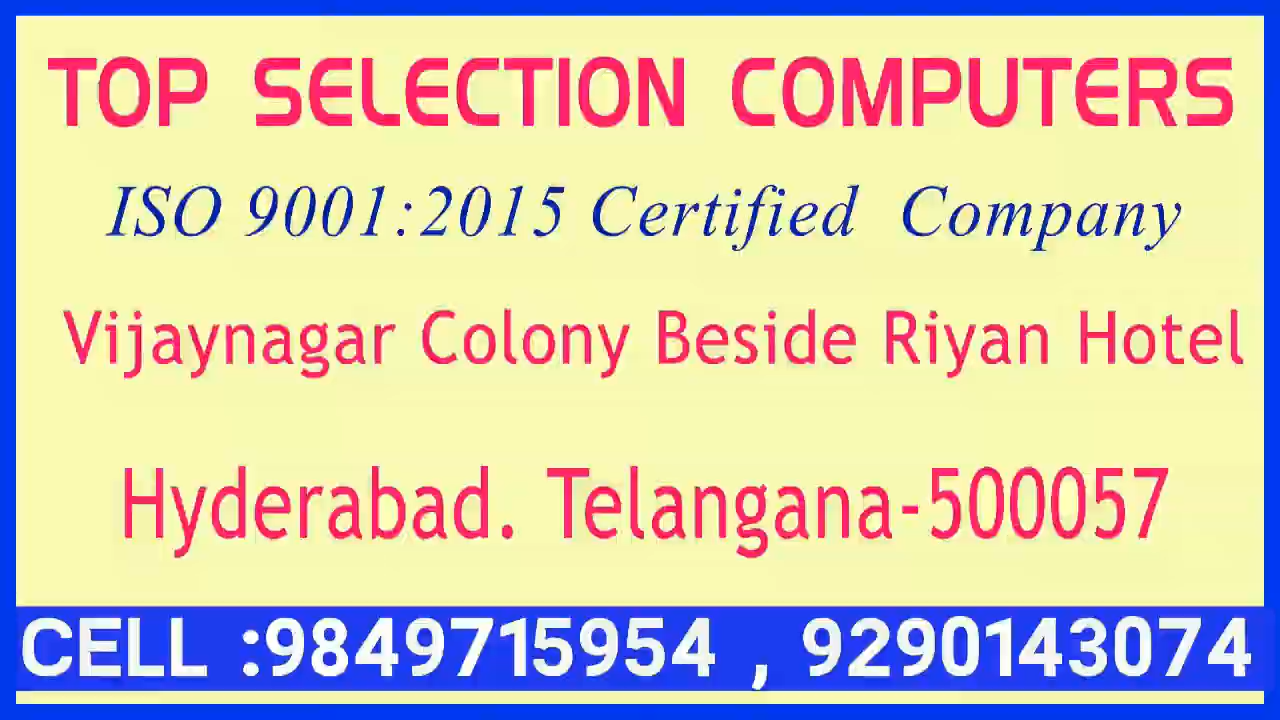 TOP SELECTION COMPUTERS
ISO 9001:2015 Certified Company
Vijaynagar Colony Beside Riyan Hotel
Hyderabad. Telangana-500057
CELL :9849715954 , 9290143074